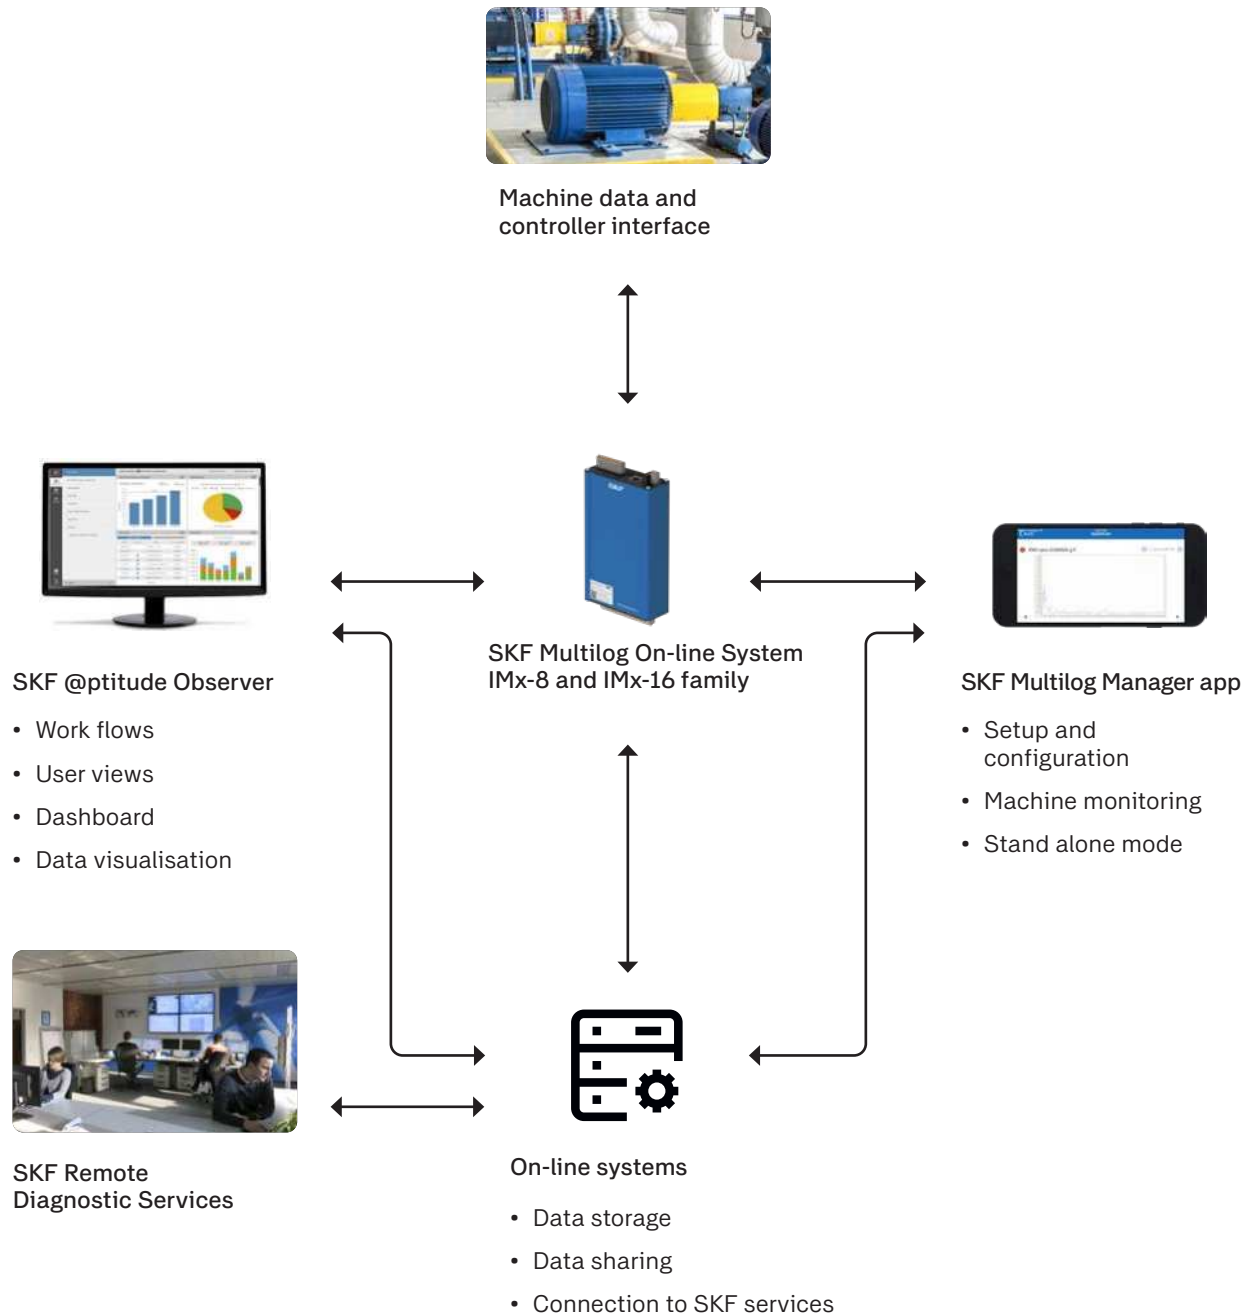 Machine data and
controller interface
SKF
SKF @ptitude Observer
• Work flows
• User views
• Dashboard
• Data visualisation
SKF Multilog On-line System
IMx-8 and IMx-16 family
SKF Multilog Manager app
• Setup and
configuration
• Machine monitoring
• Stand alone mode
SKF Remote
Diagnostic Services
On-line systems
• Data storage
• Data sharing
• Connection to SKF services